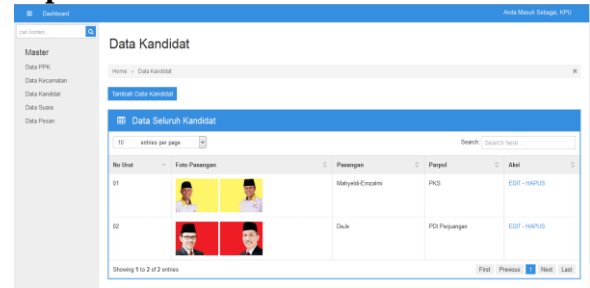 Dashboard
Anda Masuk Sebagai, KPU
cari konten..
Master
Data PPK
Data Kecamatan
Data Kandidat
Data Suara
Data Pesan
Data Kandidat
Home > Data Kandidat
Tambah Data Kandidat
Data Seluruh Kandidat
10 entries per page
Search: Search here...
No Urut Foto Pasangan Pasangan Parpol Aksi
01 Mahyeldi-Emzalmi PKS EDIT - HAPUS
02 DeJe PDI Perjuangan EDIT - HAPUS
Showing 1 to 2 of 2 entries
First Previous 1 Next Last